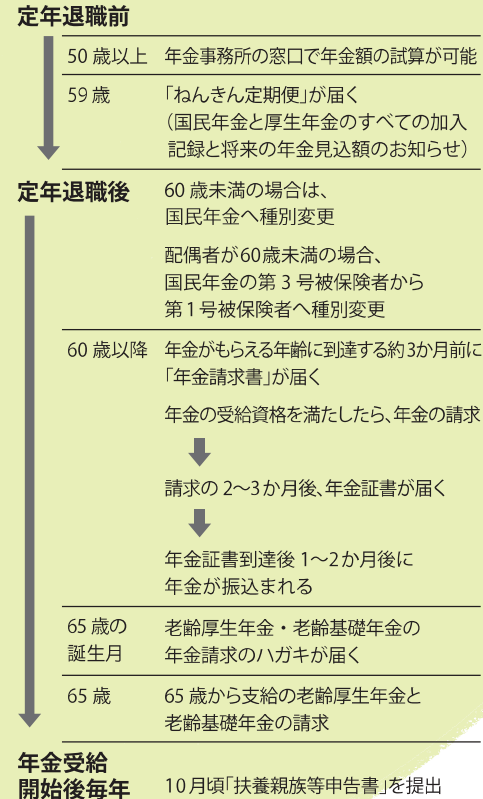 定年退職前
50歳以上 年金事務所の窓口で年金額の試算が可能
59歳 「ねんきん定期便」が届く
（国民年金と厚生年金のすべての加入
記録と将来の年金見込額のお知らせ）
定年退職後 60歳未満の場合は、
国民年金へ種別変更
配偶者が60歳未満の場合、
国民年金の第3号被保険者から
第1号被保険者へ種別変更
60歳以降 年金がもらえる年齢に到達する約3か月前に
「年金請求書」が届く
年金の受給資格を満たしたら、年金の請求
請求の2〜3か月後、年金証書が届く
年金証書到達後1〜2か月後に
年金が振込まれる
65歳の 老齢厚生年金・老齢基礎年金の
誕生月 年金請求のハガキが届く
65歳 65歳から支給の老齢厚生年金と
老齢基礎年金の請求
年金受給
開始後毎年 10月頃「扶養親族等申告書」を提出